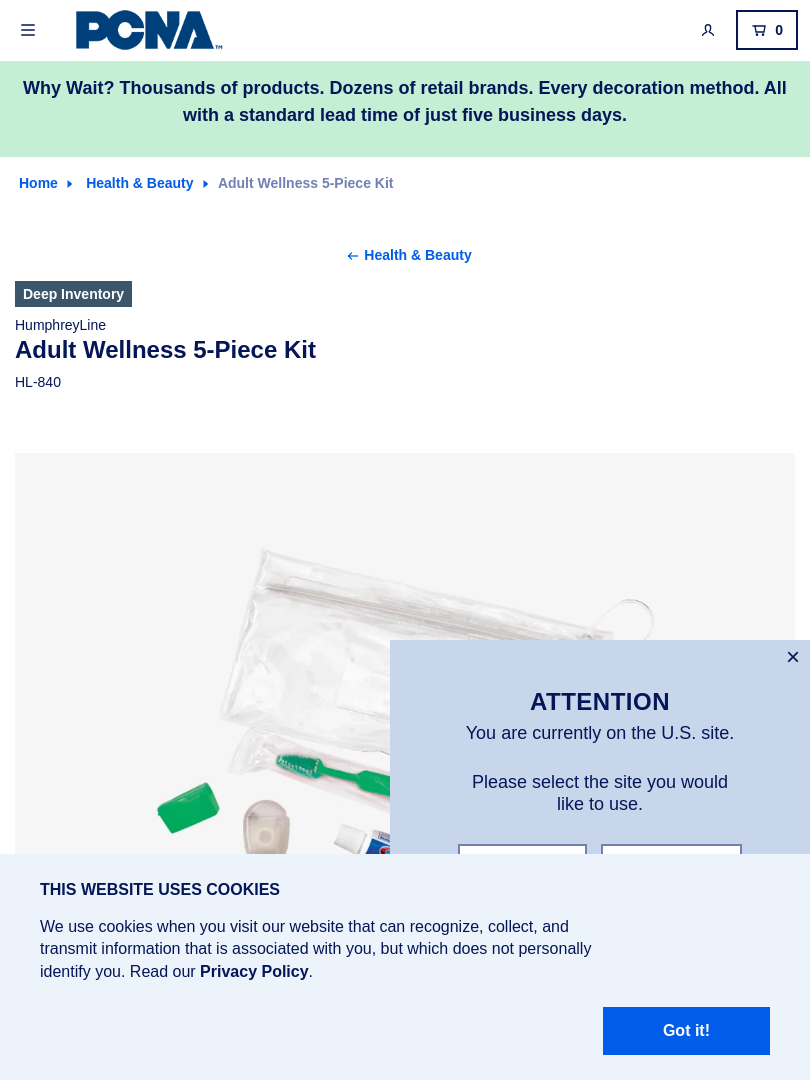 PCNA™
0
Why Wait? Thousands of products. Dozens of retail brands. Every decoration method. All
with a standard lead time of just five business days.
Home
Health & Beauty
Adult Wellness 5-Piece Kit
Health & Beauty
Deep Inventory
HumphreyLine
Adult Wellness 5-Piece Kit
HL-840
ATTENTION
You are currently on the U.S. site.
Please select the site you would
like to use.
THIS WEBSITE USES COOKIES
We use cookies when you visit our website that can recognize, collect, and
transmit information that is associated with you, but which does not personally
identify you. Read our Privacy Policy.
Got it!